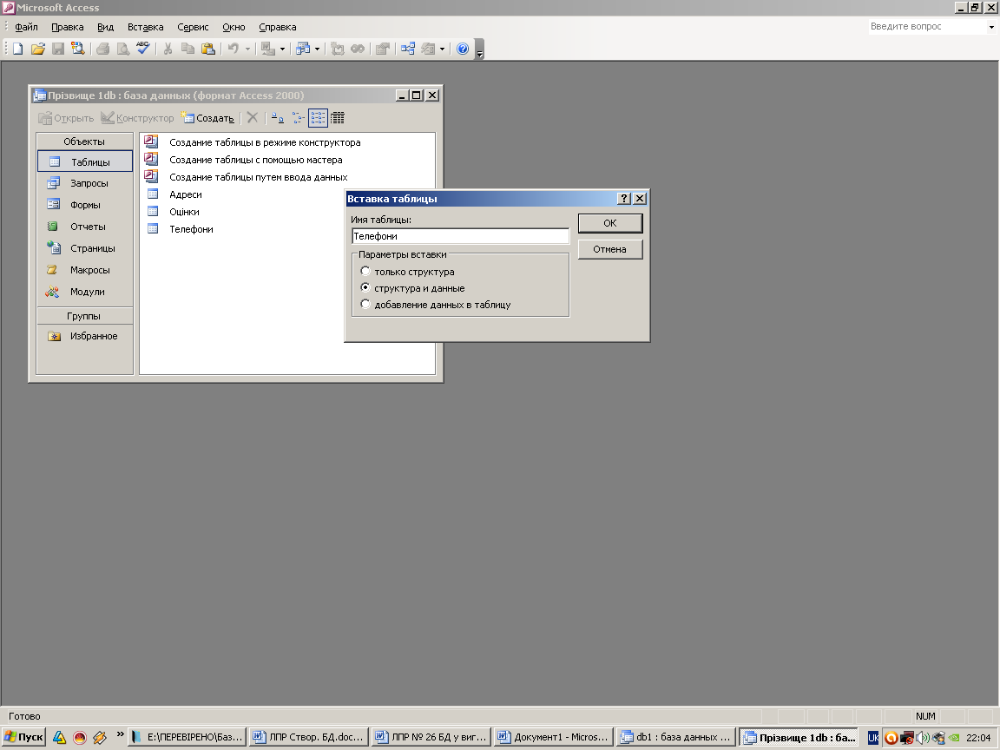 Microsoft Access
Файл Правка Вид Вставка Сервис Окно Справка Введите вопрос
Прізвище 1db : база данных (формат Access 2000)
Открыть Конструктор Создать
Объекты
Таблицы
Запросы
Формы
Отчеты
Страницы
Макросы
Модули
Группы
Избранное
Создание таблицы в режиме конструктора
Создание таблицы с помощью мастера
Создание таблицы путем ввода данных
Адреси
Оцінки
Телефони
Вставка таблицы
Имя таблицы:
Телефони
Параметры вставки
только структура
структура и данные
добавление данных в таблицу
ОК
Отмена
Готово NUM
Пуск » E:\ПЕРЕВІРЕНО\Баз... ЛПР Створ. БД.doc... ЛПР № 26 БД у виг... Документ1 - Micros... db1 : база данных ... Прізвище 1db : ба... UK 22:04